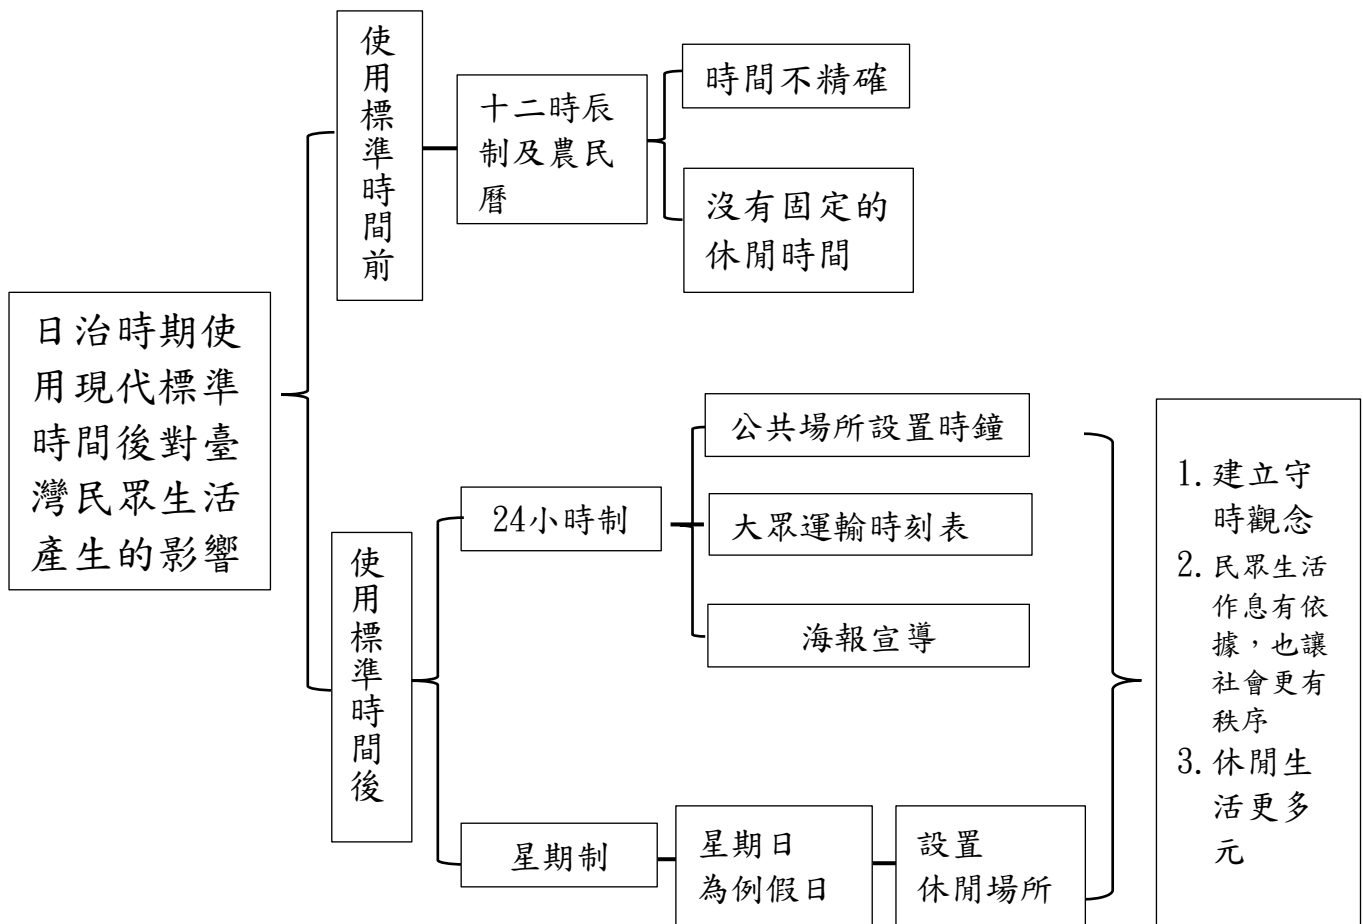 日治時期使
用現代標準
時間後對臺
灣民眾生活
產生的影響
使用標準時間前
十二時辰
制及農民
曆
時間不精確
沒有固定的
休閒時間
使用標準時間後
24小時制
公共場所設置時鐘
大眾運輸時刻表
海報宣導
星期制
星期日
為例假日
設置
休閒場所
1. 建立守
時觀念
2. 民眾生活
作息有依
據，也讓
社會更有
秩序
3. 休閒生
活更多
元